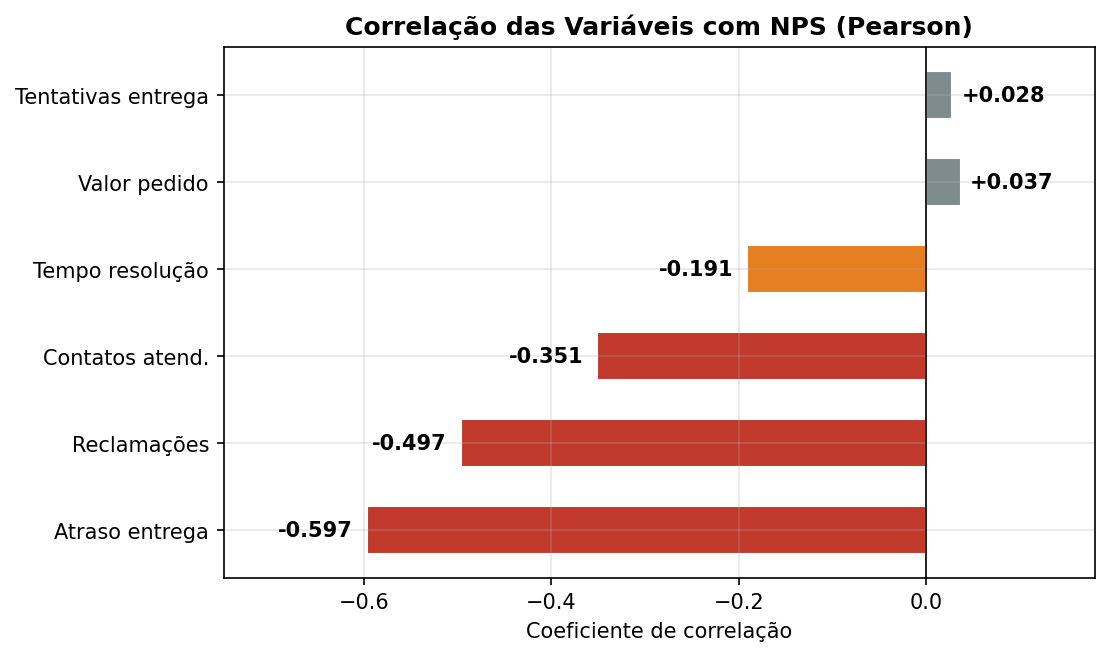 Correlação das Variáveis com NPS (Pearson)
Tentativas entrega
+0.028
Valor pedido
+0.037
Tempo resolução
-0.191
Contatos atend.
-0.351
Reclamações
-0.497
Atraso entrega
-0.597
−0.6 −0.4 −0.2 0.0
Coeficiente de correlação